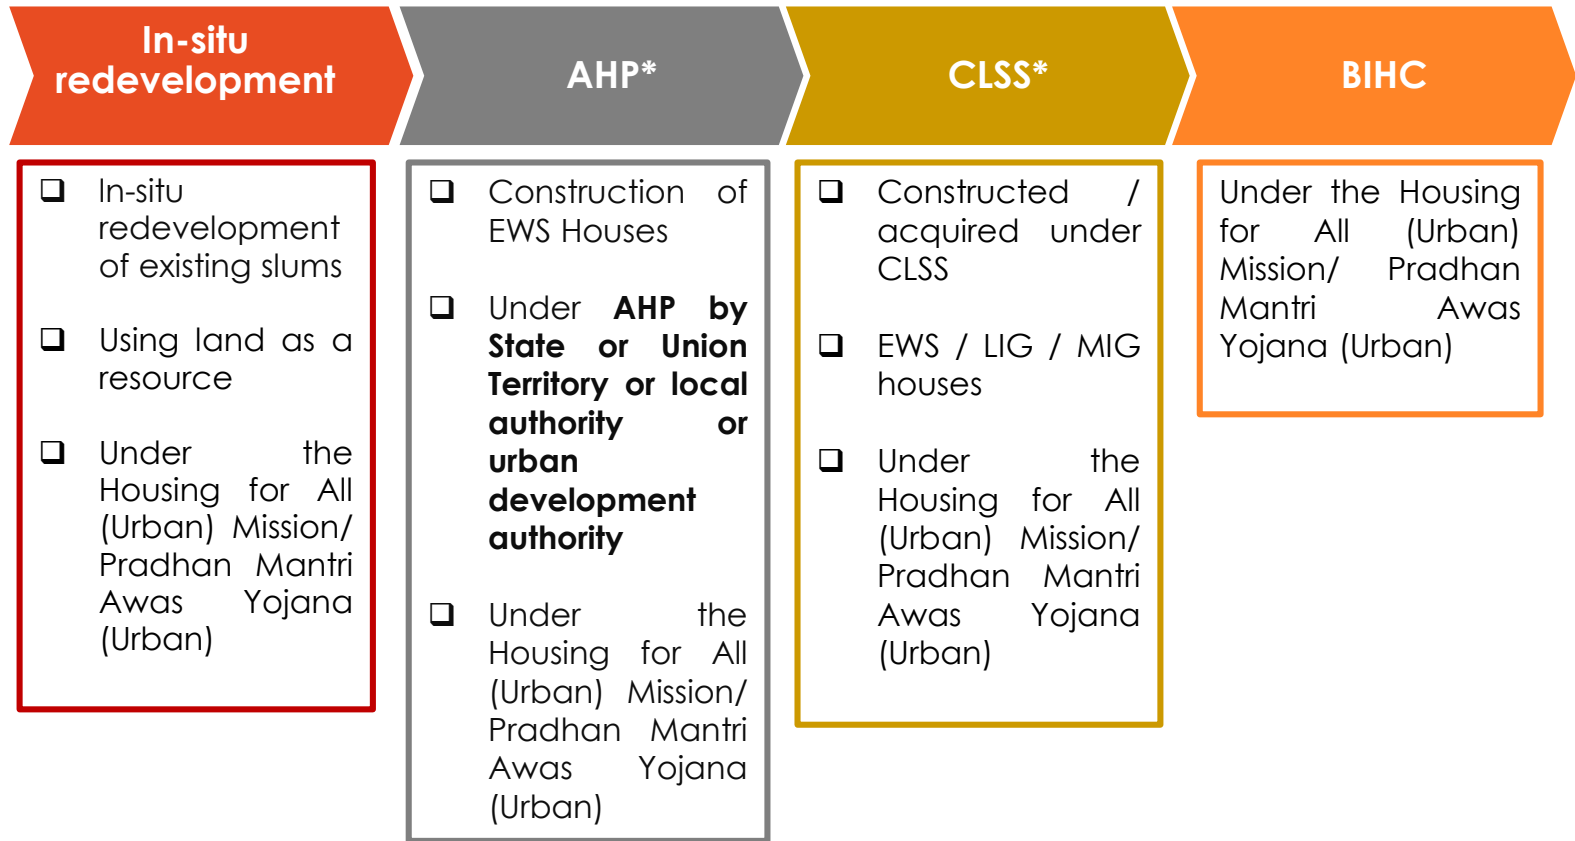 In-situ
redevelopment
AHP*
CLSS*
BIHC
In-situ
redevelopment
of existing slums
Using land as a
resource
Under the
Housing for All
(Urban) Mission/
Pradhan Mantri
Awas Yojana
(Urban)
Construction of
EWS Houses
Under AHP by
State or Union
Territory or local
authority or
urban
development
authority
Under the
Housing for All
(Urban) Mission/
Pradhan Mantri
Awas Yojana
(Urban)
Constructed /
acquired under
CLSS
EWS / LIG / MIG
houses
Under the
Housing for All
(Urban) Mission/
Pradhan Mantri
Awas Yojana
(Urban)
Under the Housing
for All (Urban)
Mission/ Pradhan
Mantri Awas
Yojana (Urban)